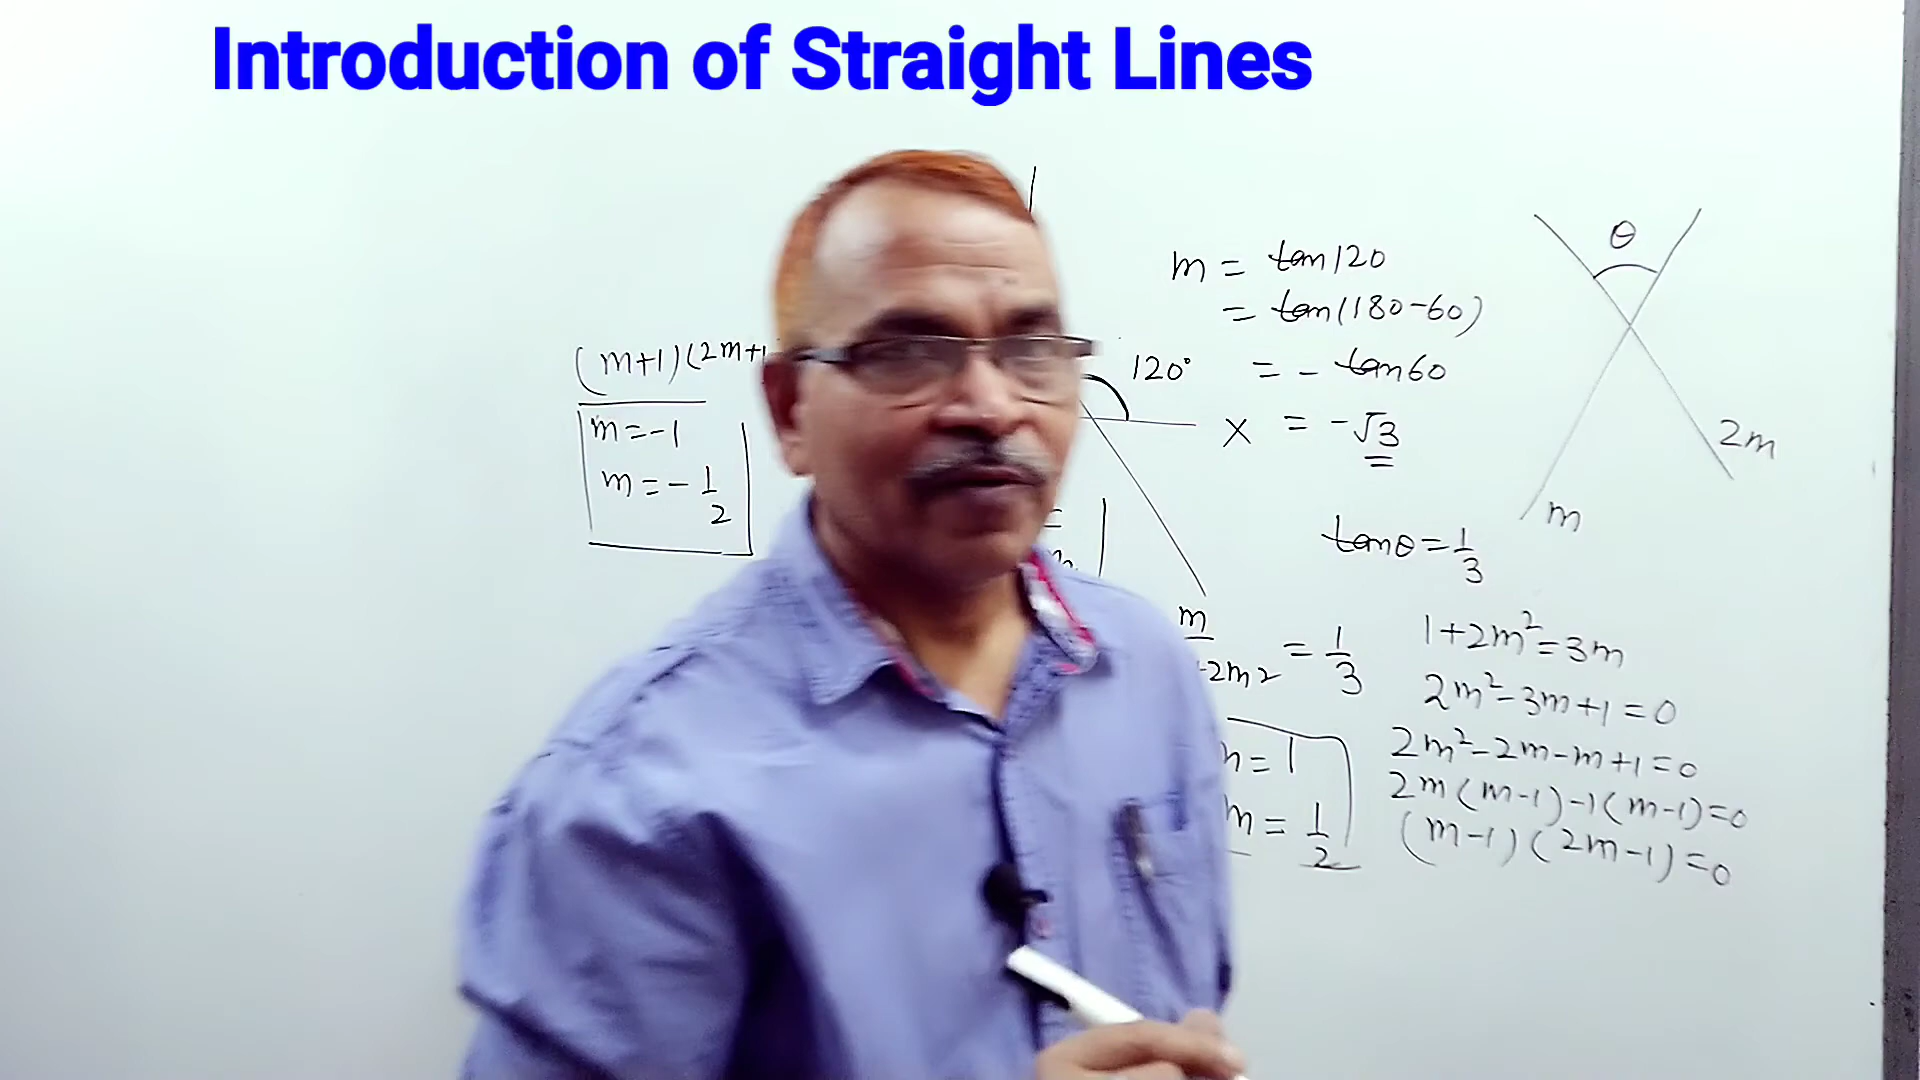 Introduction of Straight Lines
(m+1)(2m+1
m=-1
m=-1/2
m = tan120
= tan(180-60)
120° = - tan60
x = -√3
θ
2m
m
tanθ=1/3
m
-2m2 = 1/3
m=1
m=1/2
1+2m²=3m
2m²-3m+1=0
2m²-2m-m+1=0
2m(m-1)-1(m-1)=0
(m-1)(2m-1)=0